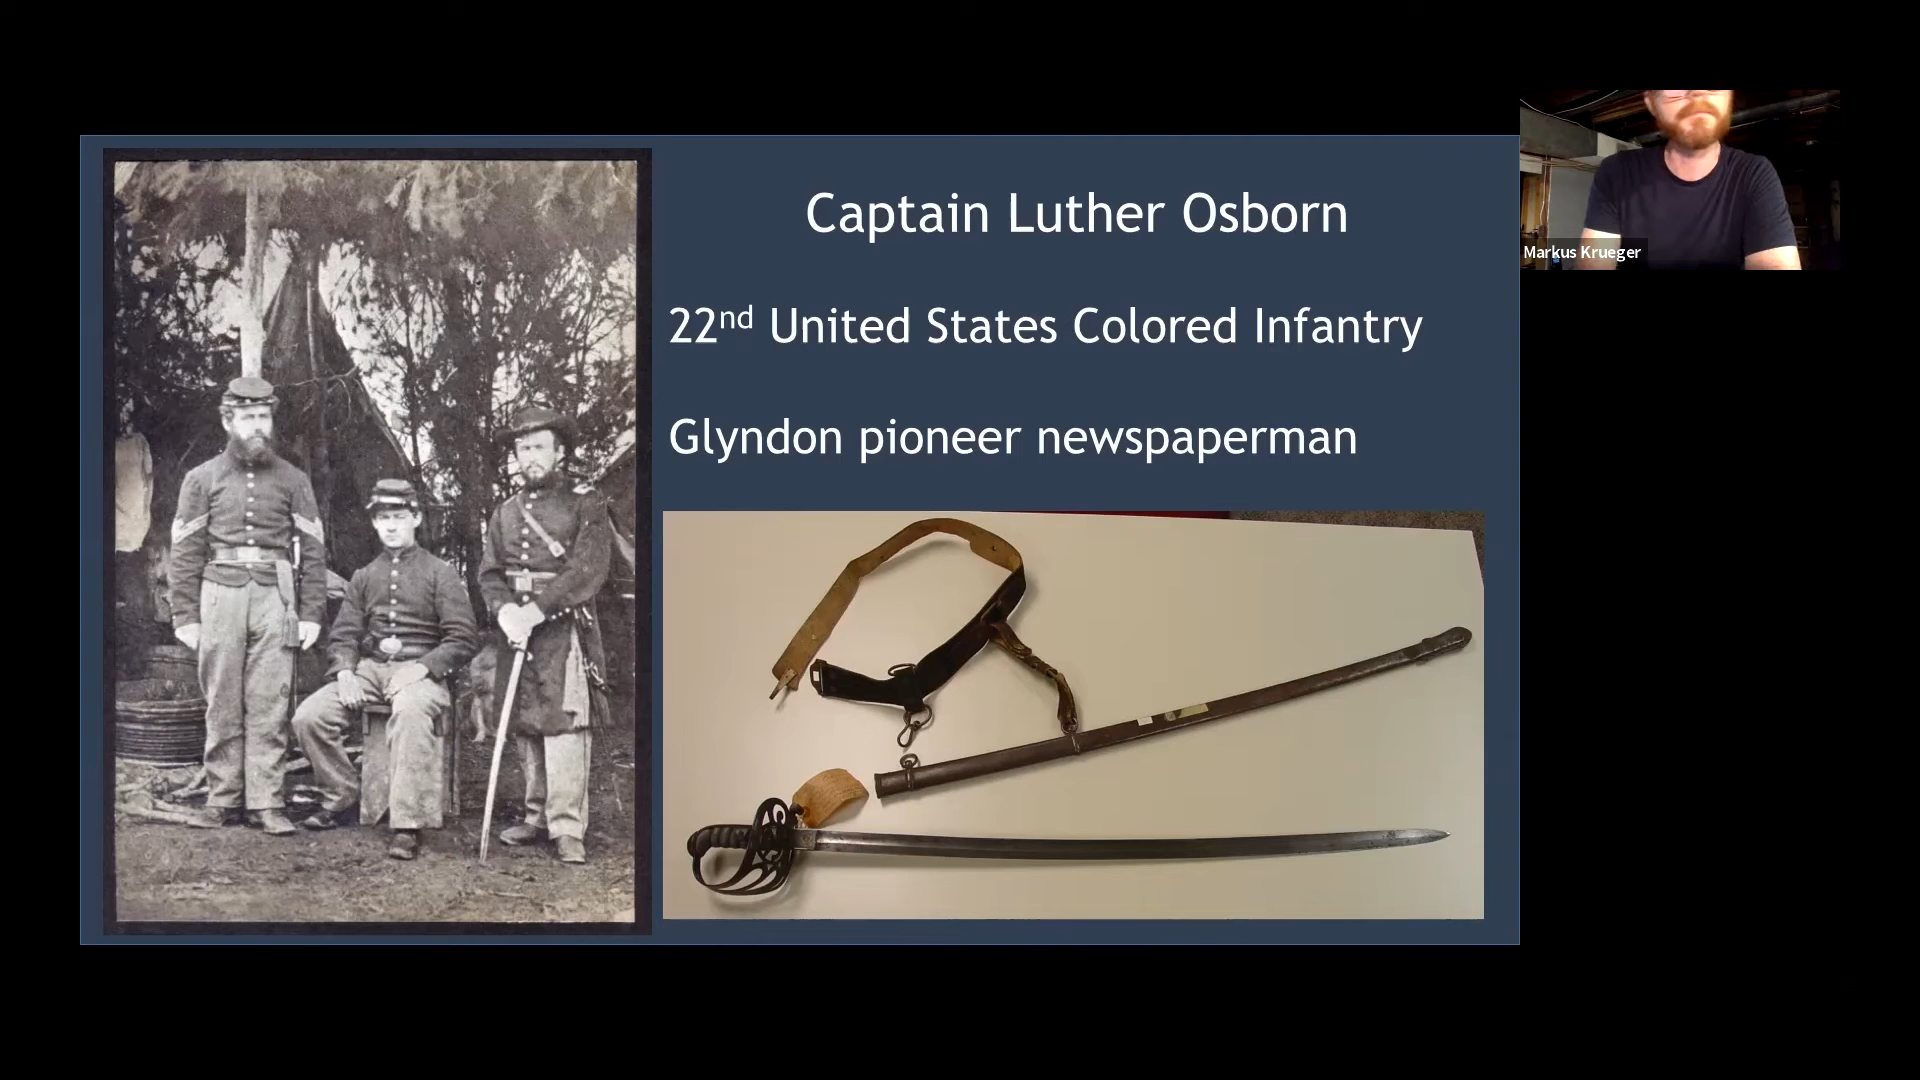 Captain Luther Osborn
22nd United States Colored Infantry
Glyndon pioneer newspaperman
Markus Krueger